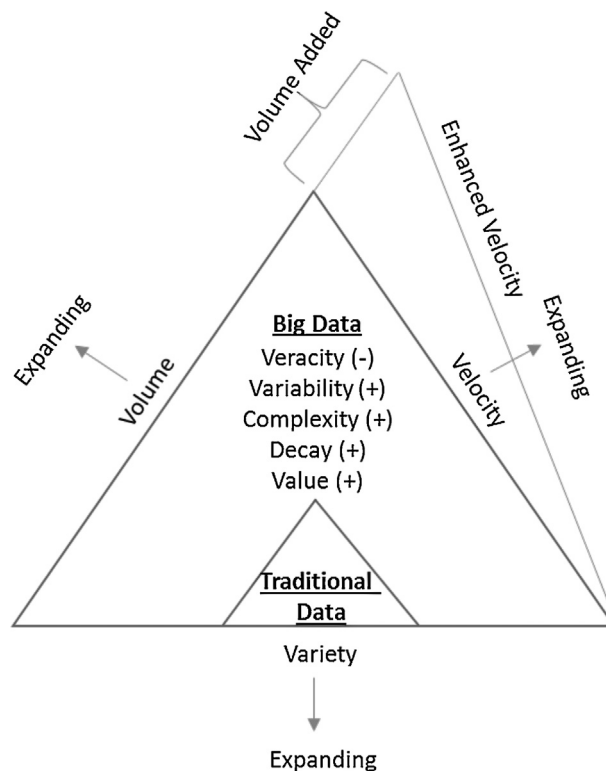 Volume Added
Enhanced Velocity
Expanding
Volume
Big Data
Veracity (-)
Variability (+)
Complexity (+)
Decay (+)
Value (+)
Velocity
Expanding
Traditional
Data
Variety
Expanding